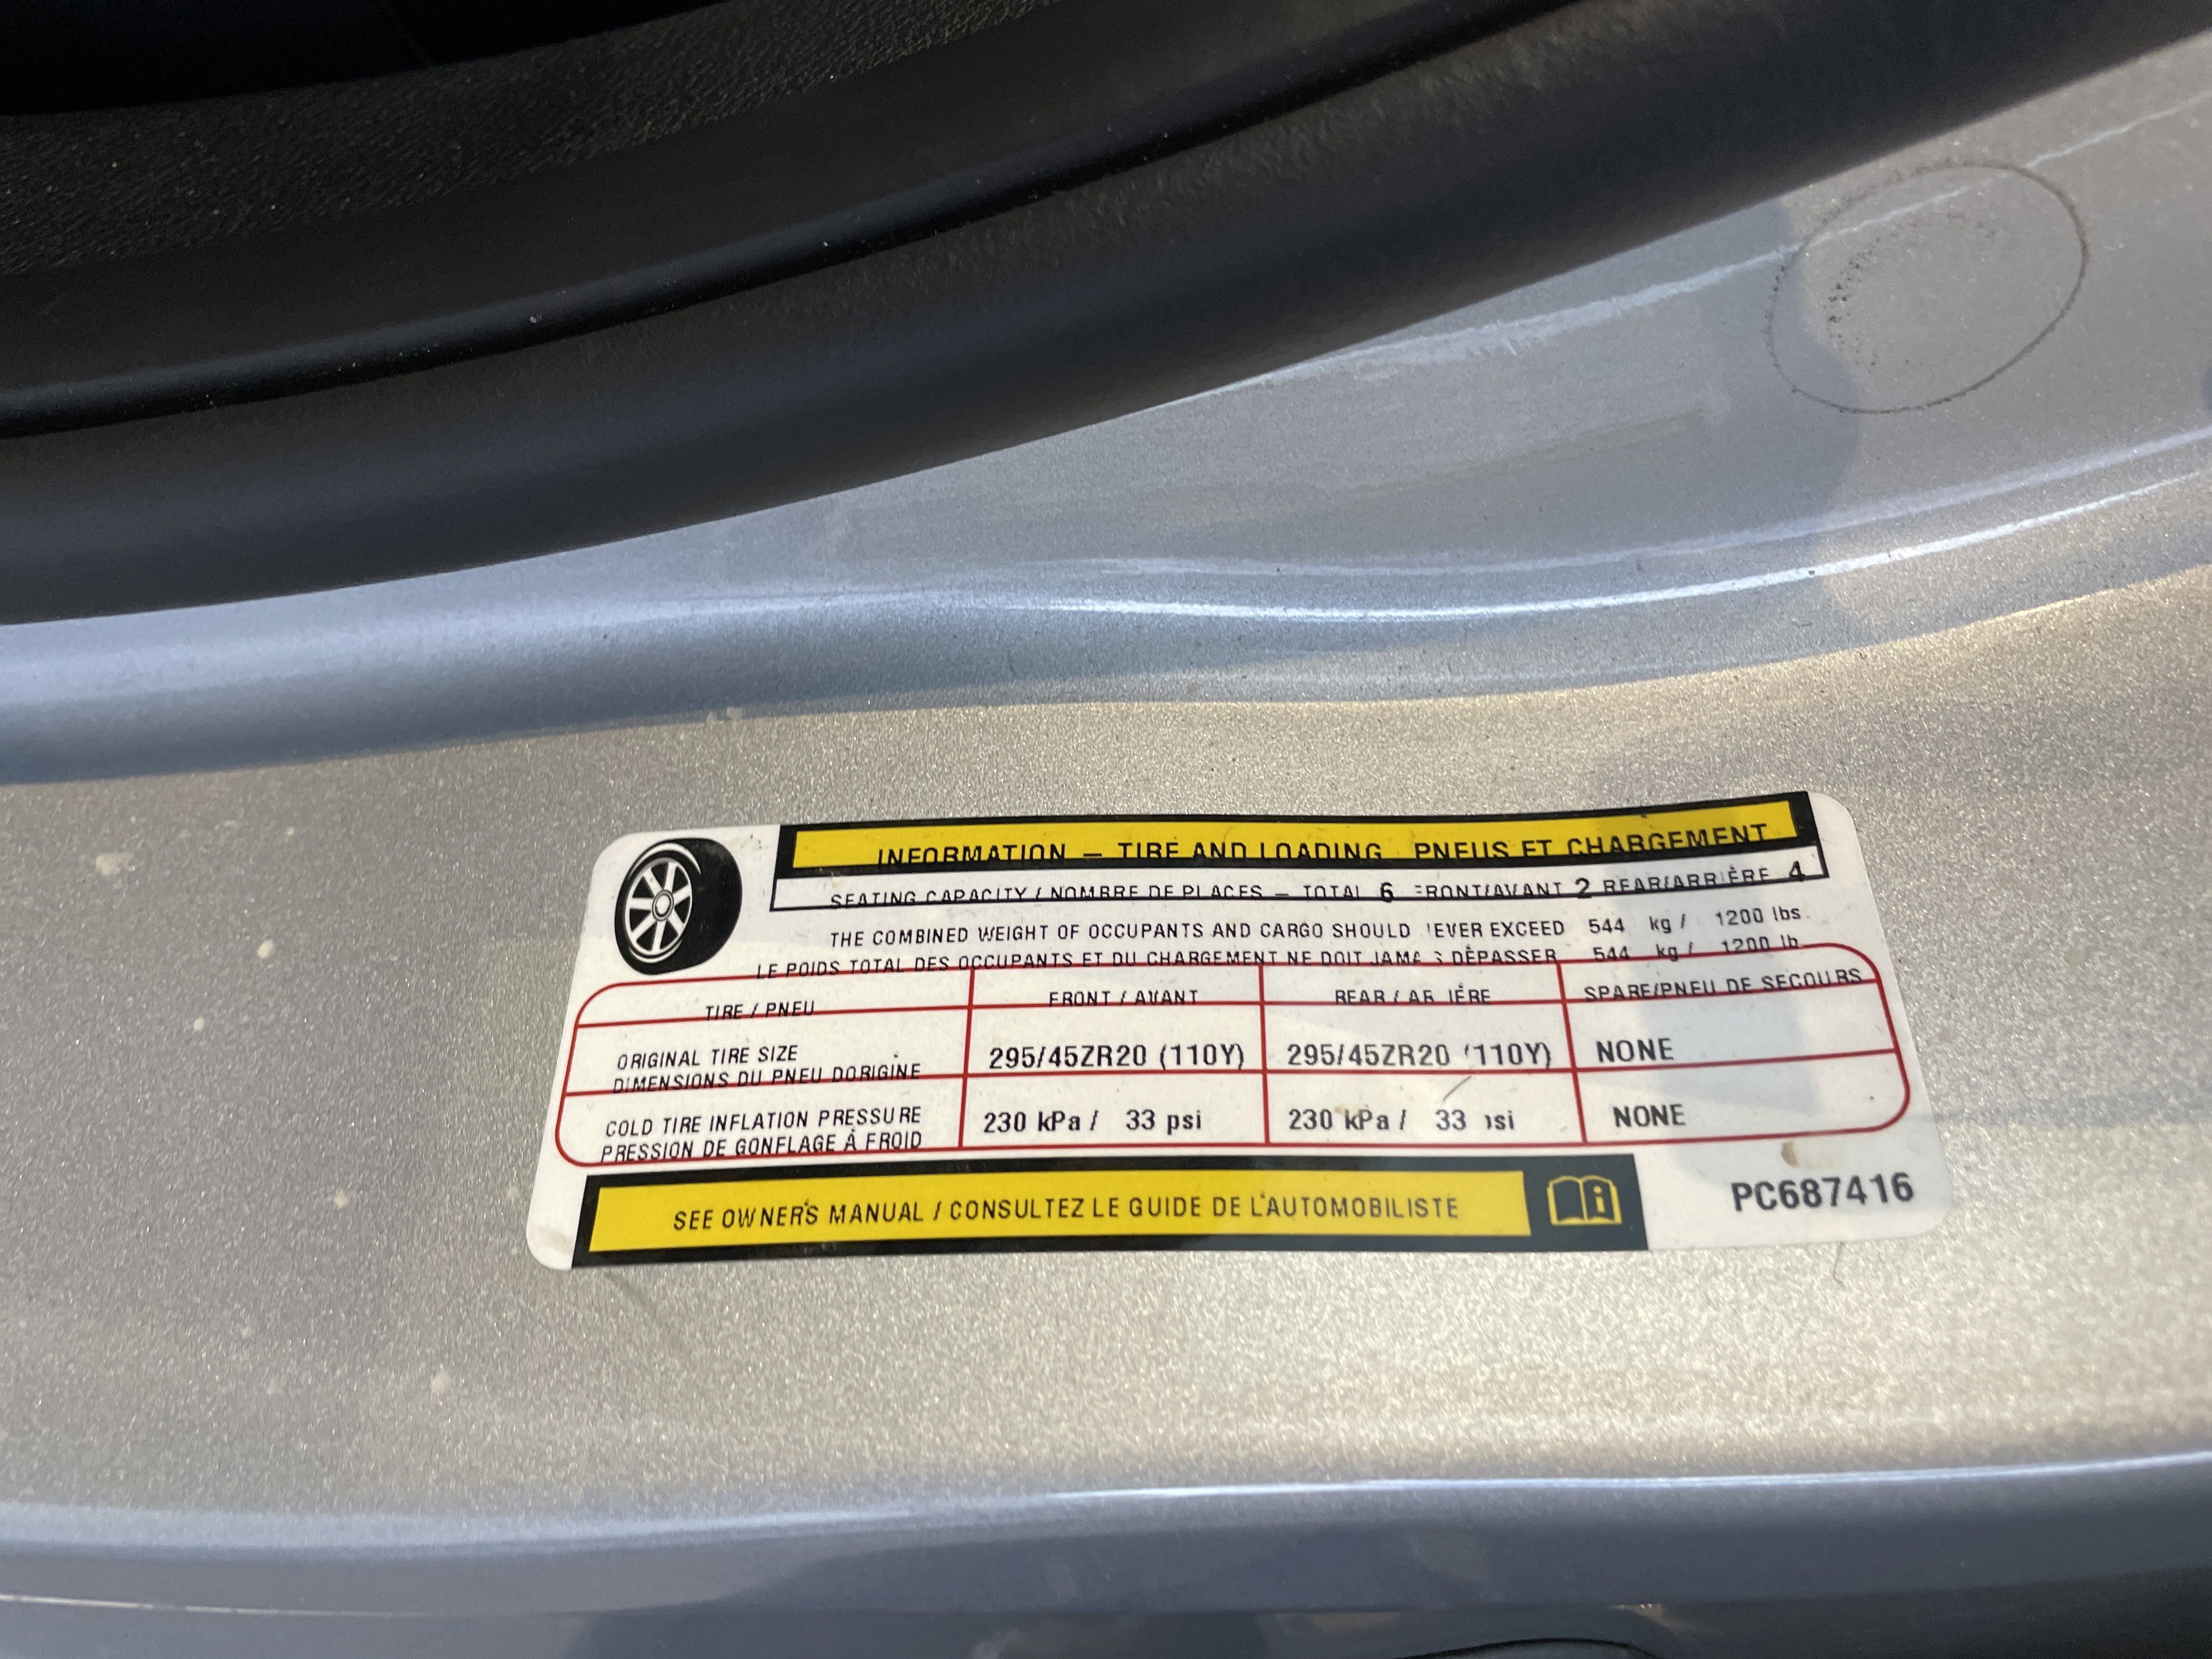 INFORMATION – TIRE AND LOADING PNEUS ET CHARGEMENT
SEATING CAPACITY / NOMBRE DE PLACES – TOTAL 6 FRONT/AVANT 2 REAR/ARRIÈRE 4
THE COMBINED WEIGHT OF OCCUPANTS AND CARGO SHOULD NEVER EXCEED 544 kg / 1200 lbs.
LE POIDS TOTAL DES OCCUPANTS ET DU CHARGEMENT NE DOIT JAMAIS DÈPASSER 544 kg / 1200 lb.
TIRE / PNEU FRONT / AVANT REAR / ARRIÈRE SPARE/PNEU DE SECOURS
ORIGINAL TIRE SIZE
DIMENSIONS DU PNEU D'ORIGINE
295/45ZR20 (110Y) 295/45ZR20 (110Y) NONE
COLD TIRE INFLATION PRESSURE
PRESSION DE GONFLAGE À FROID
230 kPa / 33 psi 230 kPa / 33 psi NONE
SEE OWNER'S MANUAL / CONSULTEZ LE GUIDE DE L'AUTOMOBILISTE
PC687416